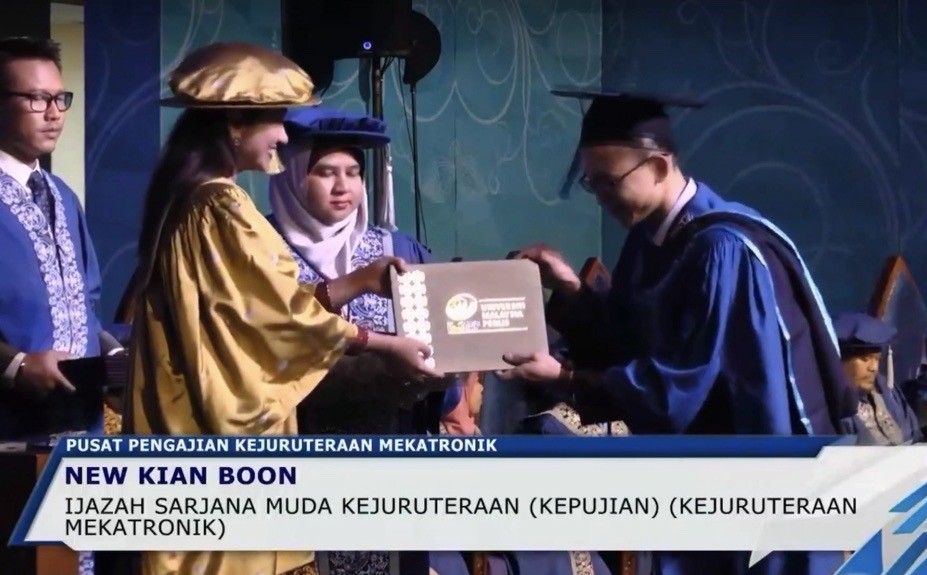 UNIVERSITI
MALAYSIA
PERLIS
PUSAT PENGAJIAN KEJURUTERAAN MEKATRONIK
NEW KIAN BOON
IJAZAH SARJANA MUDA KEJURUTERAAN (KEPUJIAN) (KEJURUTERAAN
MEKATRONIK)